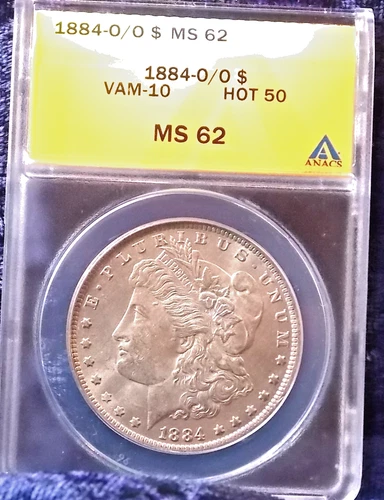 1884-O/O $ MS 62
1884-O/O $
VAM-10 HOT 50
MS 62
ANACS
E·PLURIBUS·UNUM
LIBERTY
1884